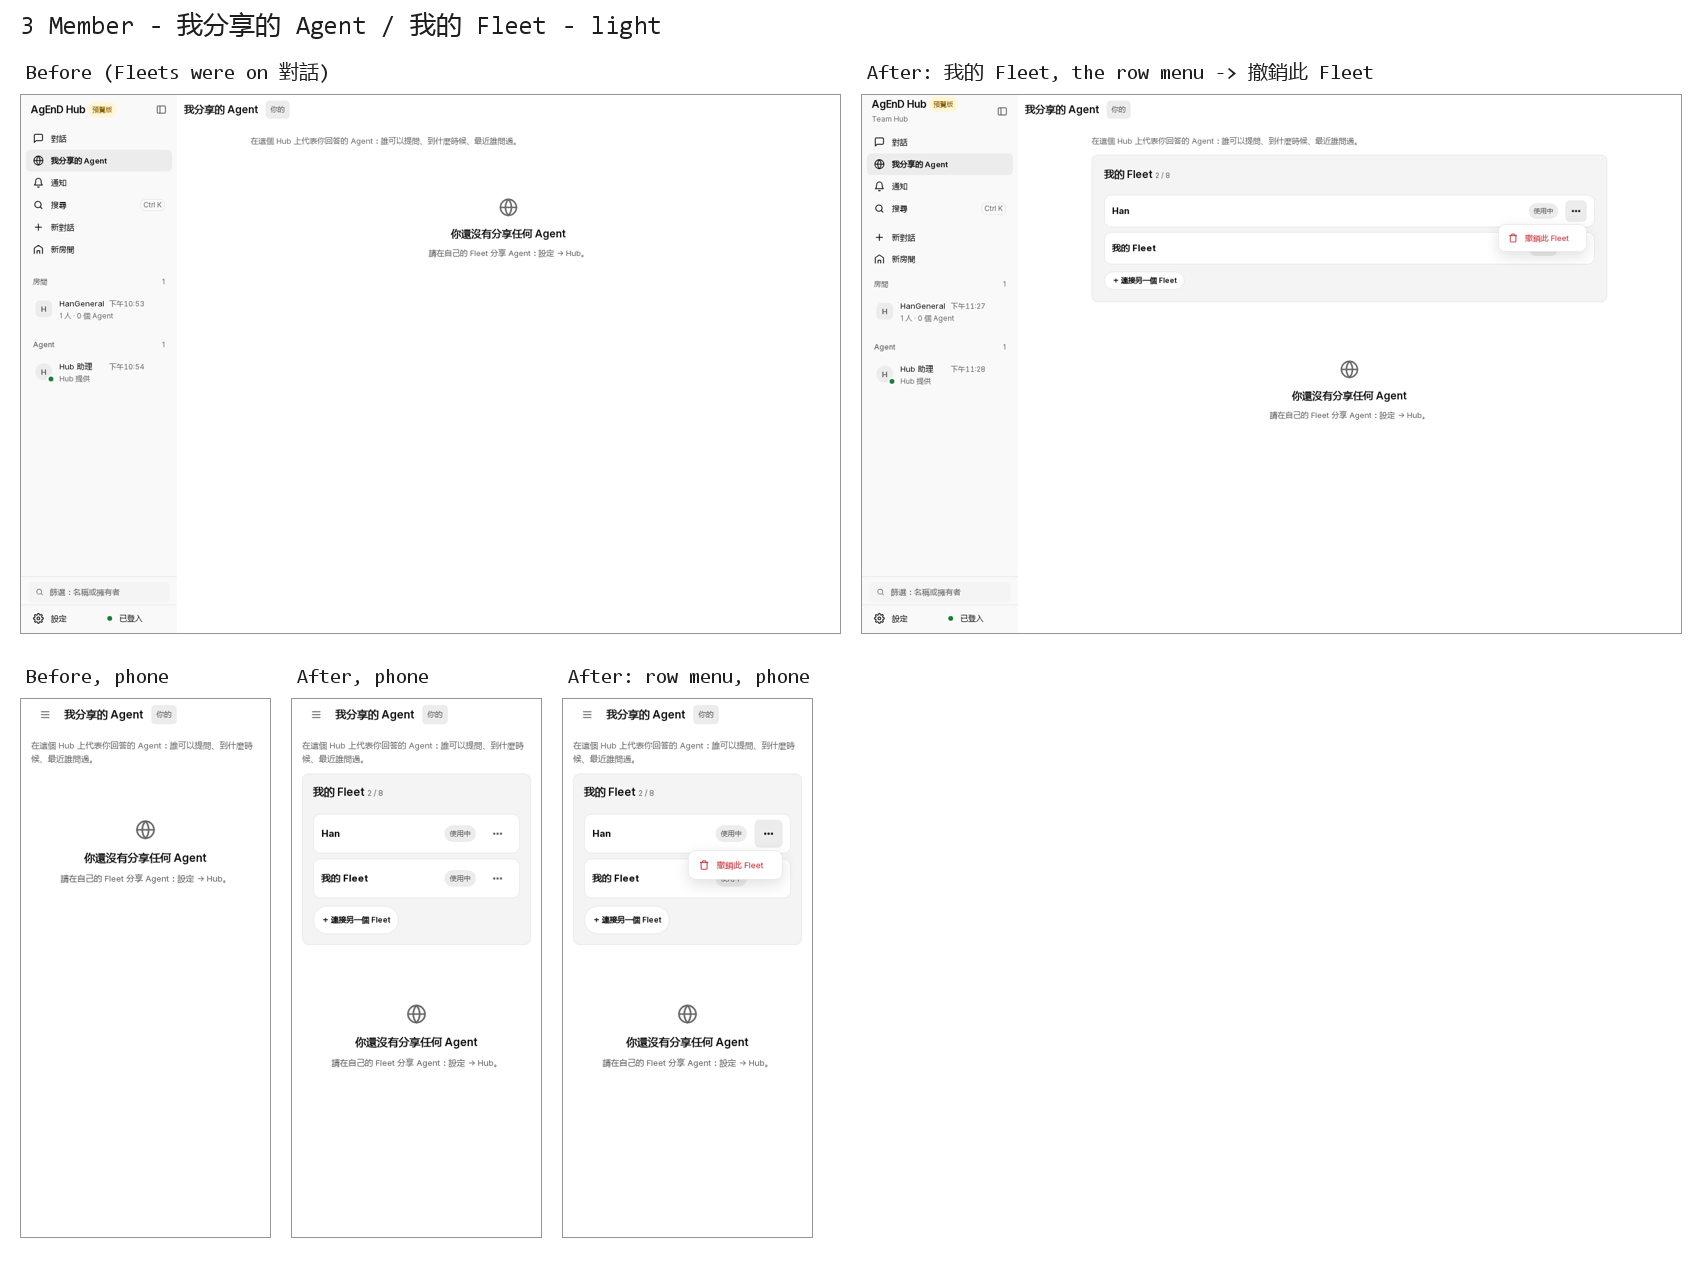 3 Member - 我分享的 Agent / 我的 Fleet - light
Before (Fleets were on 對話)
AgEnD Hub 預覽版
對話
我分享的 Agent
通知
搜尋 Ctrl K
新對話
新房間
房間 1
H HanGeneral 下午10:53
1 人 · 0 個 Agent
Agent 1
H Hub 助理 下午10:54
Hub 提供
篩選：名稱或擁有者
設定 已登入
我分享的 Agent 你的
在這個 Hub 上代表你回答的 Agent：誰可以提問、到什麼時候、最近誰問過。
你還沒有分享任何 Agent
請在自己的 Fleet 分享 Agent：設定 → Hub。
After: 我的 Fleet, the row menu -> 撤銷此 Fleet
AgEnD Hub 預覽版
Team Hub
對話
我分享的 Agent
通知
搜尋 Ctrl K
新對話
新房間
房間 1
H HanGeneral 下午11:27
1 人 · 0 個 Agent
Agent 1
H Hub 助理 下午11:28
Hub 提供
篩選：名稱或擁有者
設定 已登入
我分享的 Agent 你的
在這個 Hub 上代表你回答的 Agent：誰可以提問、到什麼時候、最近誰問過。
我的 Fleet 2 / 8
Han 使用中 •••
撤銷此 Fleet
我的 Fleet
+ 連接另一個 Fleet
你還沒有分享任何 Agent
請在自己的 Fleet 分享 Agent：設定 → Hub。
Before, phone
我分享的 Agent 你的
在這個 Hub 上代表你回答的 Agent：誰可以提問、到什麼時
候、最近誰問過。
你還沒有分享任何 Agent
請在自己的 Fleet 分享 Agent：設定 → Hub。
After, phone
我分享的 Agent 你的
在這個 Hub 上代表你回答的 Agent：誰可以提問、到什麼時
候、最近誰問過。
我的 Fleet 2 / 8
Han 使用中 •••
我的 Fleet 使用中 •••
+ 連接另一個 Fleet
你還沒有分享任何 Agent
請在自己的 Fleet 分享 Agent：設定 → Hub。
After: row menu, phone
我分享的 Agent 你的
在這個 Hub 上代表你回答的 Agent：誰可以提問、到什麼時
候、最近誰問過。
我的 Fleet 2 / 8
Han 使用中 •••
撤銷此 Fleet
我的 Fleet
+ 連接另一個 Fleet
你還沒有分享任何 Agent
請在自己的 Fleet 分享 Agent：設定 → Hub。